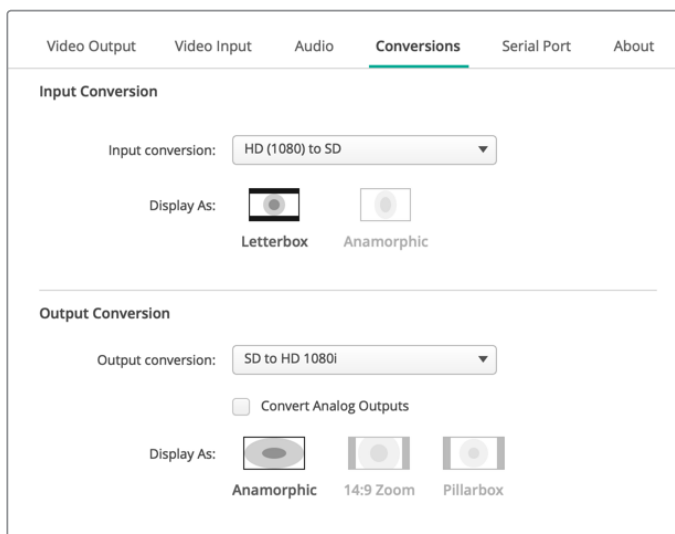 Video Output Video Input Audio Conversions Serial Port About
Input Conversion
Input conversion: HD (1080) to SD
Display As:
Letterbox Anamorphic
Output Conversion
Output conversion: SD to HD 1080i
Convert Analog Outputs
Display As:
Anamorphic 14:9 Zoom Pillarbox